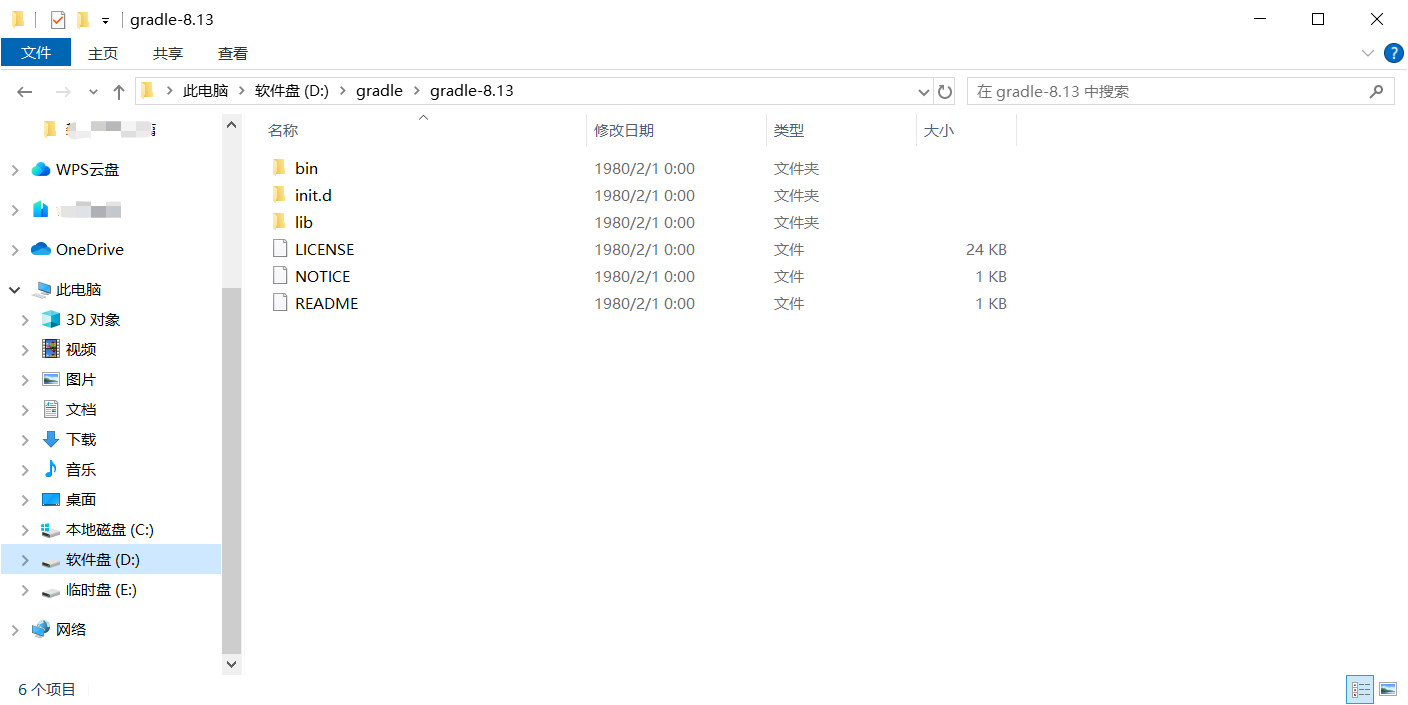 gradle-8.13
文件 主页 共享 查看
此电脑 软件盘 (D:) gradle gradle-8.13 在 gradle-8.13 中搜索
名称 修改日期 类型 大小
WPS云盘
OneDrive
此电脑
3D 对象
视频
图片
文档
下载
音乐
桌面
本地磁盘 (C:)
软件盘 (D:)
临时盘 (E:)
网络
bin 1980/2/1 0:00 文件夹
init.d 1980/2/1 0:00 文件夹
lib 1980/2/1 0:00 文件夹
LICENSE 1980/2/1 0:00 文件 24 KB
NOTICE 1980/2/1 0:00 文件 1 KB
README 1980/2/1 0:00 文件 1 KB
6 个项目